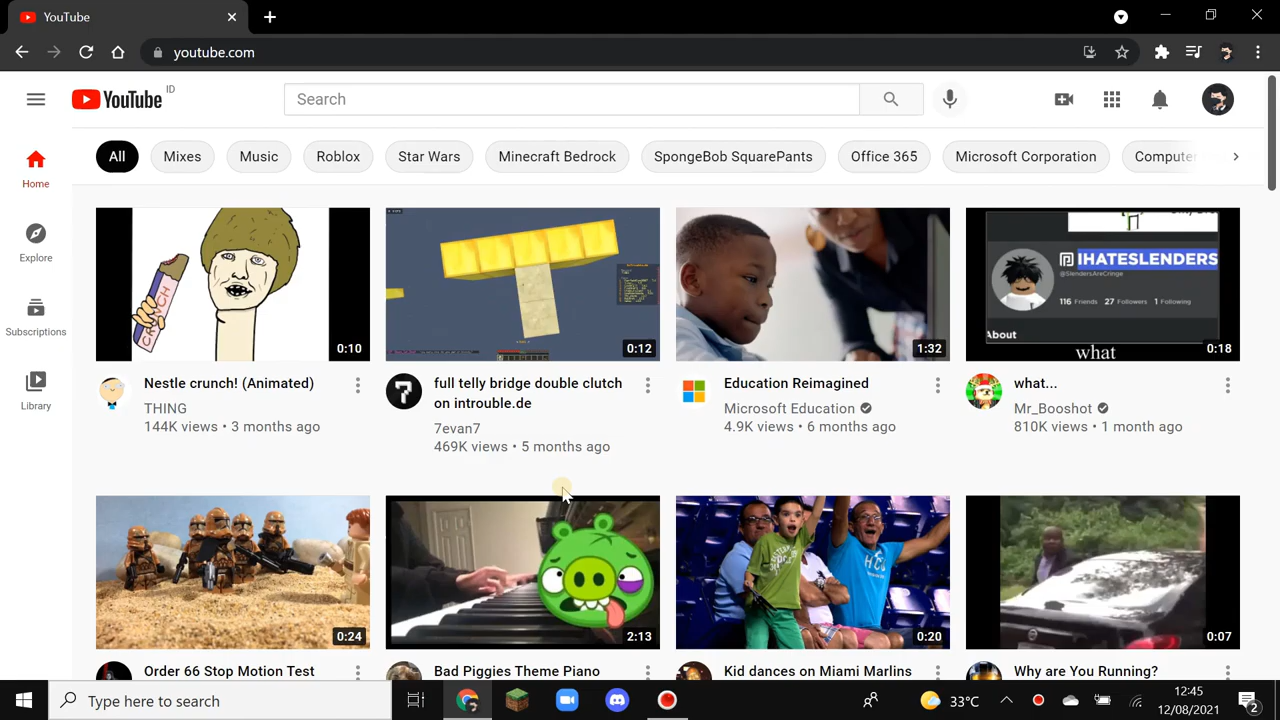 YouTube
youtube.com
YouTube ID
Search
All
Mixes
Music
Roblox
Star Wars
Minecraft Bedrock
SpongeBob SquarePants
Office 365
Microsoft Corporation
Computer
Home
Explore
Subscriptions
Library
CRUNCH
0:10
0:12
1:32
IHATESLENDERS
@SlendersAreCringe
116 Friends 27 Followers 1 Following
About
what
0:18
Nestle crunch! (Animated)
THING
144K views • 3 months ago
full telly bridge double clutch
on introuble.de
7evan7
469K views • 5 months ago
Education Reimagined
Microsoft Education
4.9K views • 6 months ago
what...
Mr_Booshot
810K views • 1 month ago
0:24
2:13
0:20
0:07
Order 66 Stop Motion Test
Bad Piggies Theme Piano
Kid dances on Miami Marlins
Why are You Running?
Type here to search
33°C
12:45
12/08/2021
2